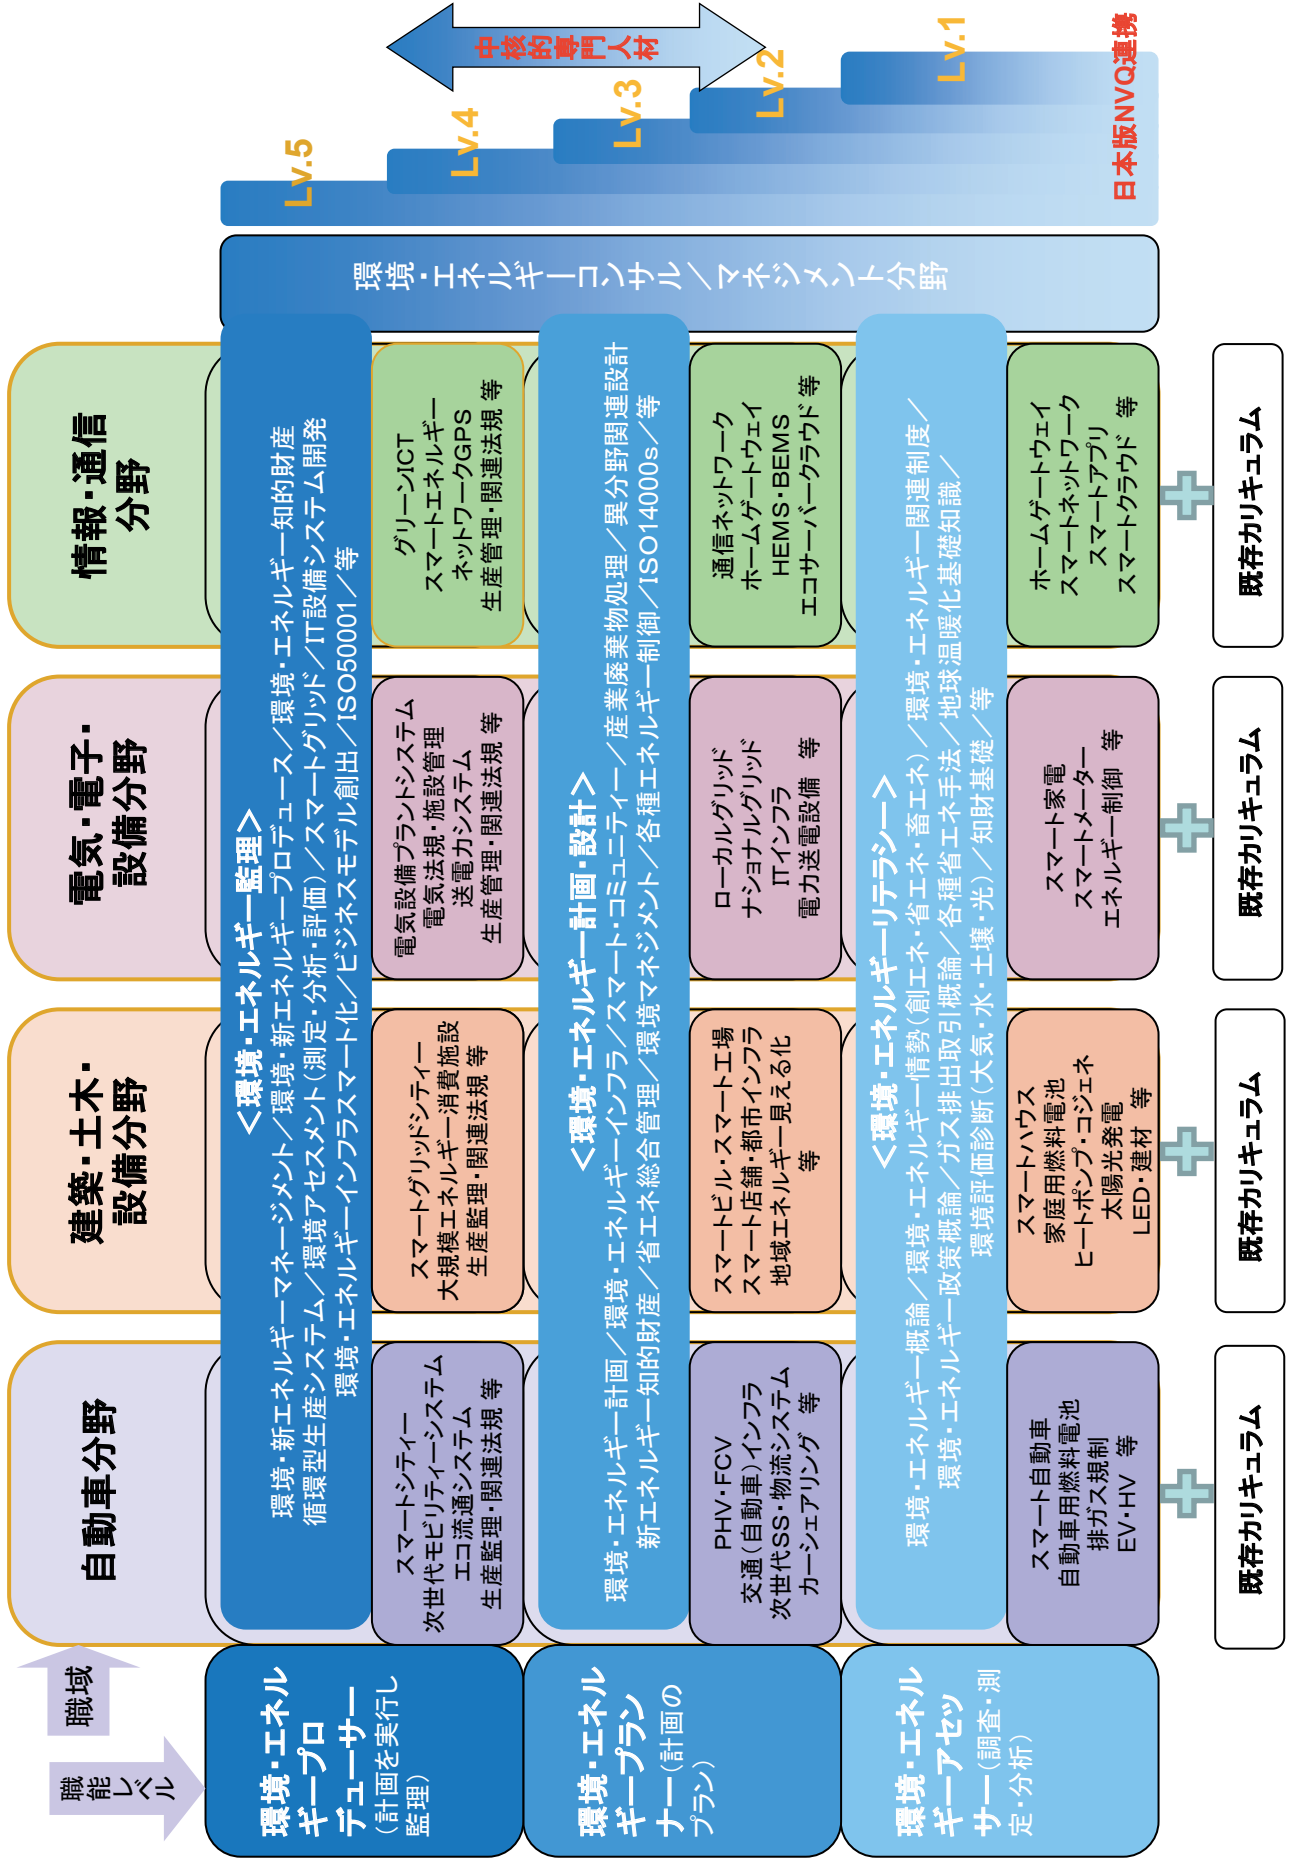 職域
職能レベル
自動車分野
建築・土木・
設備分野
電気・電子・
設備分野
情報・通信
分野
環境・エネル
ギープロ
デューサー
(計画を実行し
監理)
<環境・エネルギー監理>
環境・新エネルギーマネージメント／環境・新エネルギープロデュース／環境・エネルギー知的財産
循環型生産システム／環境アセスメント(測定・分析・評価)／スマートグリッド／IT設備システム開発
環境・エネルギーインフラスマート化／ビジネスモデル創出／ISO50001／等
スマートシティー
次世代モビリティーシステム
エコ流通システム
生産監理・関連法規 等
スマートグリッドシティー
大規模エネルギー消費施設
生産監理・関連法規 等
電気設備プラントシステム
電気法規・施設管理
送電力システム
生産管理・関連法規 等
グリーンICT
スマートエネルギー
ネットワークGPS
生産管理・関連法規 等
環境・エネル
ギープラン
ナー(計画の
プラン)
<環境・エネルギー計画・設計>
環境・エネルギー計画／環境・エネルギーインフラ／スマート・コミュニティー／産業廃棄物処理／異分野関連設計
新エネルギー知的財産／省エネ総合管理／環境マネジメント／各種エネルギー制御／ISO14000s／等
PHV・FCV
交通(自動車)インフラ
次世代SS・物流システム
カーシェアリング 等
スマートビル・スマート工場
スマート店舗・都市インフラ
地域エネルギー見える化
等
ローカルグリッド
ナショナルグリッド
ITインフラ
電力送電設備 等
通信ネットワーク
ホームゲートウェイ
HEMS・BEMS
エコサーバークラウド 等
環境・エネル
ギーアセッ
サー(調査・測
定・分析)
<環境・エネルギーリテラシー>
環境・エネルギー概論／環境・エネルギー情勢(創エネ・省エネ・畜エネ)／環境・エネルギー関連制度／
環境・エネルギー政策概論／ガス排出取引概論／各種省エネ手法／地球温暖化基礎知識／
環境評価診断(大気・水・土壌・光)／知財基礎／等
スマート自動車
自動車用燃料電池
排ガス規制
EV・HV 等
スマートハウス
家庭用燃料電池
ヒートポンプ・コジェネ
太陽光発電
LED・建材 等
スマート家電
スマートメーター
エネルギー制御 等
ホームゲートウェイ
スマートネットワーク
スマートアプリ
スマートクラウド 等
既存カリキュラム
既存カリキュラム
既存カリキュラム
既存カリキュラム
環境・エネルギーコンサル／マネジメント分野
Lv.5
Lv.4
Lv.3
Lv.2
Lv.1
中核的専門人材
日本版NVQ連携